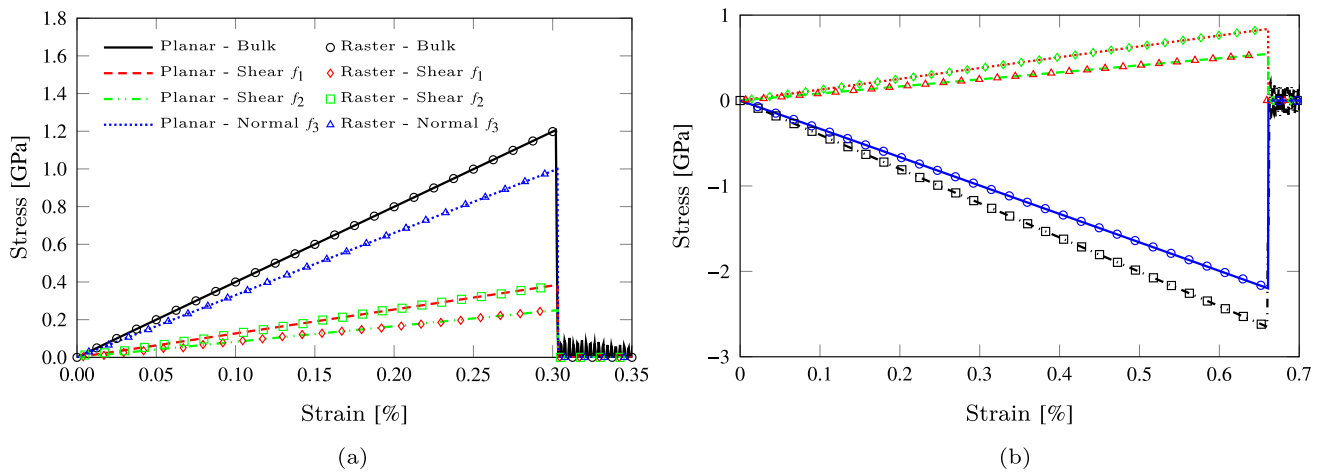 1.8
1.6
1.4
1.2
1.0
0.8
0.6
0.4
0.2
0.0
Stress [GPa]
Planar - Bulk
Raster - Bulk
Planar - Shear f1
Raster - Shear f1
Planar - Shear f2
Raster - Shear f2
Planar - Normal f3
Raster - Normal f3
0.00 0.05 0.10 0.15 0.20 0.25 0.30 0.35
Strain [%]
(a)
1
0
−1
−2
−3
Stress [GPa]
0 0.1 0.2 0.3 0.4 0.5 0.6 0.7
Strain [%]
(b)